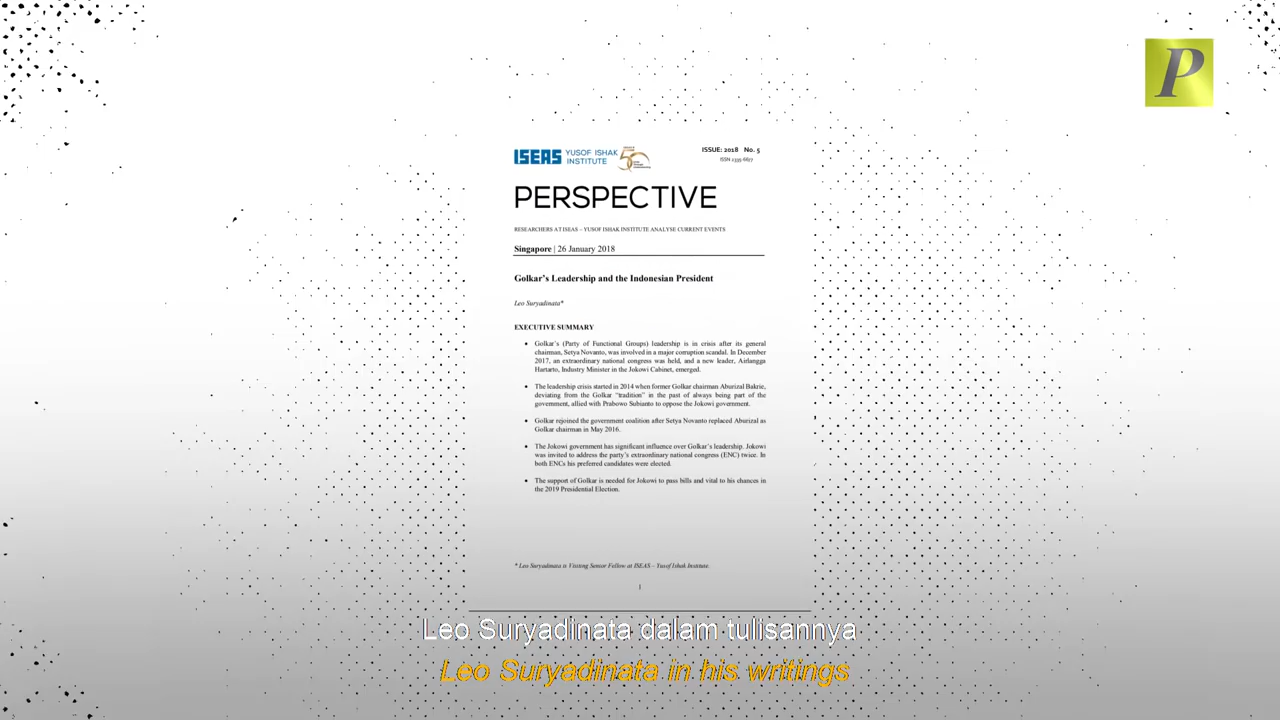 P
ISEAS YUSOF ISHAK
INSTITUTE 50
ISSUE: 2018 No. 5
PERSPECTIVE
RESEARCHERS AT ISEAS – YUSOF ISHAK INSTITUTE ANALYSE CURRENT EVENTS
Singapore | 26 January 2018
Golkar's Leadership and the Indonesian President
Leo Suryadinata*
EXECUTIVE SUMMARY
• Golkar's (Party of Functional Groups) leadership is in crisis after its general
chairman, Setya Novanto, was involved in a major corruption scandal. In December
2017, an extraordinary national congress was held, and a new leader, Airlangga
Hartarto, Industry Minister in the Jokowi Cabinet, emerged.
• The leadership crisis started in 2014 when former Golkar chairman Aburizal Bakrie,
deviating from the Golkar "tradition" in the past of always being part of the
government, allied with Prabowo Subianto to oppose the Jokowi government.
• Golkar rejoined the government coalition after Setya Novanto replaced Aburizal as
Golkar chairman in May 2016.
• The Jokowi government has significant influence over Golkar's leadership. Jokowi
was invited to address the party's extraordinary national congress (ENC) twice. In
both ENCs his preferred candidates were elected.
• The support of Golkar is needed for Jokowi to pass bills and vital to his chances in
the 2019 Presidential Election.
* Leo Suryadinata is Visiting Senior Fellow at ISEAS – Yusof Ishak Institute.
1
Leo Suryadinata dalam tulisannya
Leo Suryadinata in his writings